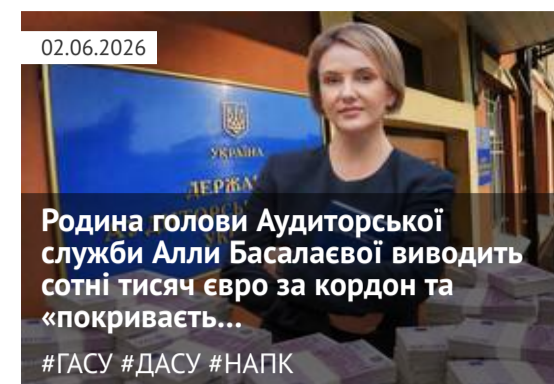 02.06.2026
УКРАЇНА
Родина голови Аудиторської
служби Алли Басалаєвої виводить
сотні тисяч євро за кордон та
«покриваєть...
#ГАСУ #ДАСУ #НАПК